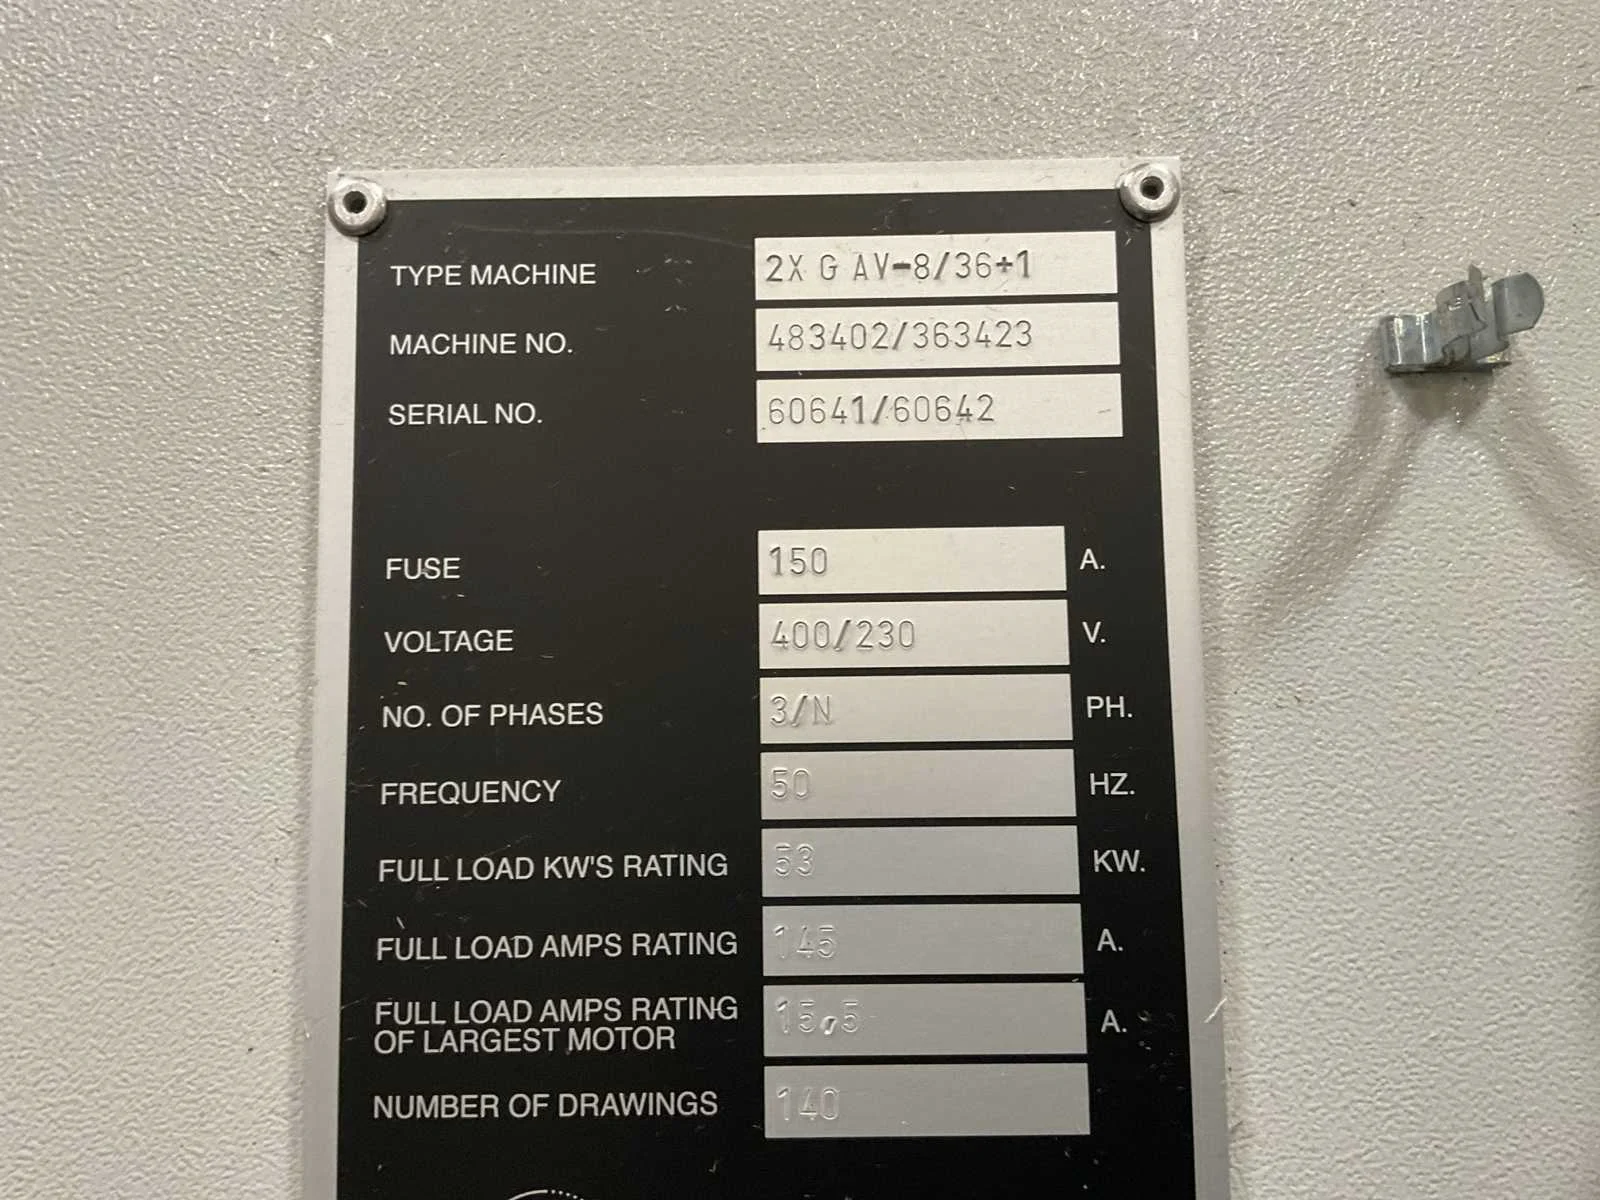 TYPE MACHINE 2X G AV-8/36+1
MACHINE NO. 483402/363423
SERIAL NO. 60641/60642
FUSE 150 A.
VOLTAGE 400/230 V.
NO. OF PHASES 3/N PH.
FREQUENCY 50 HZ.
FULL LOAD KW'S RATING 53 KW.
FULL LOAD AMPS RATING 145 A.
FULL LOAD AMPS RATING
OF LARGEST MOTOR 15,5 A.
NUMBER OF DRAWINGS 140